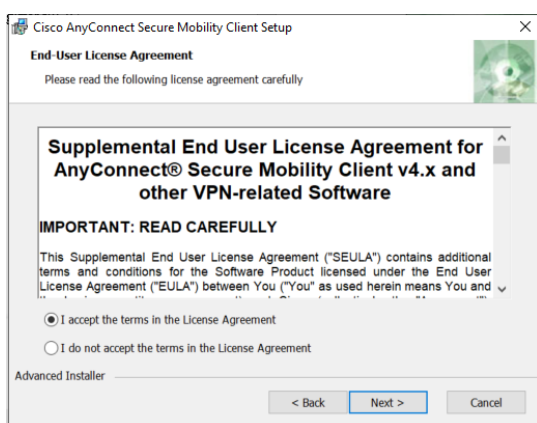 Cisco AnyConnect Secure Mobility Client Setup
End-User License Agreement
Please read the following license agreement carefully
Supplemental End User License Agreement for
AnyConnect® Secure Mobility Client v4.x and
other VPN-related Software
IMPORTANT: READ CAREFULLY
This Supplemental End User License Agreement ("SEULA") contains additional
terms and conditions for the Software Product licensed under the End User
License Agreement ("EULA") between You ("You" as used herein means You and
I accept the terms in the License Agreement
I do not accept the terms in the License Agreement
Advanced Installer
< Back Next > Cancel